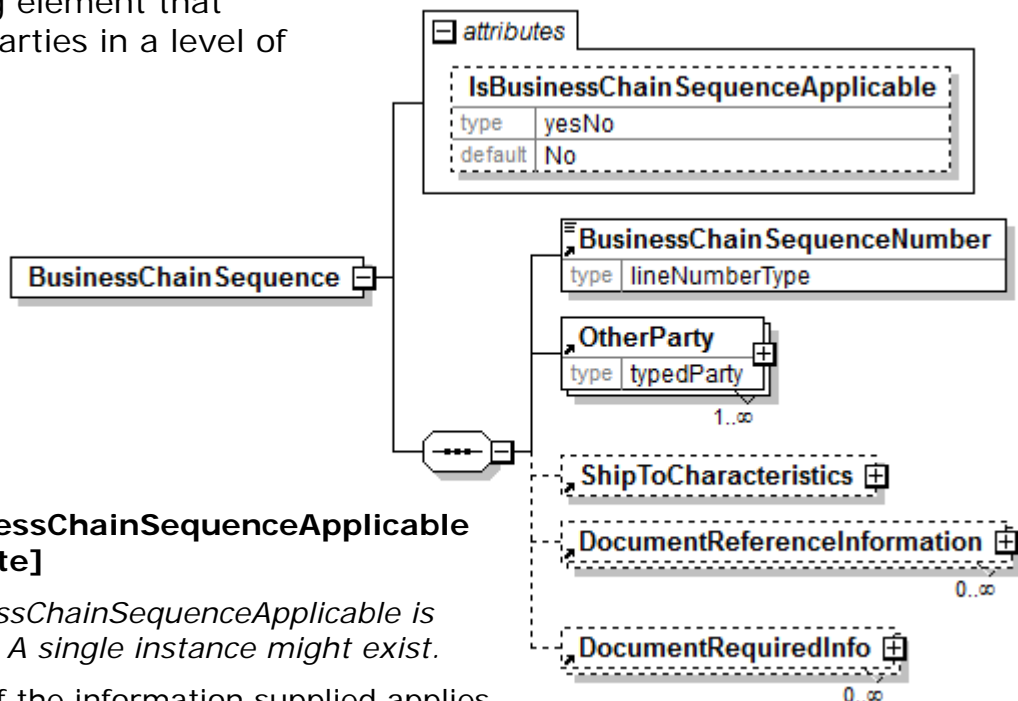 element that
arties in a level of
attributes
IsBusinessChainSequenceApplicable
type yesNo
default No
BusinessChainSequence
BusinessChainSequenceNumber
type lineNumberType
OtherParty
type typedParty
1..∞
ShipToCharacteristics
DocumentReferenceInformation
0..∞
DocumentRequiredInfo
0..∞
essChainSequenceApplicable
te]
ssChainSequenceApplicable is
A single instance might exist.
f the information supplied applies